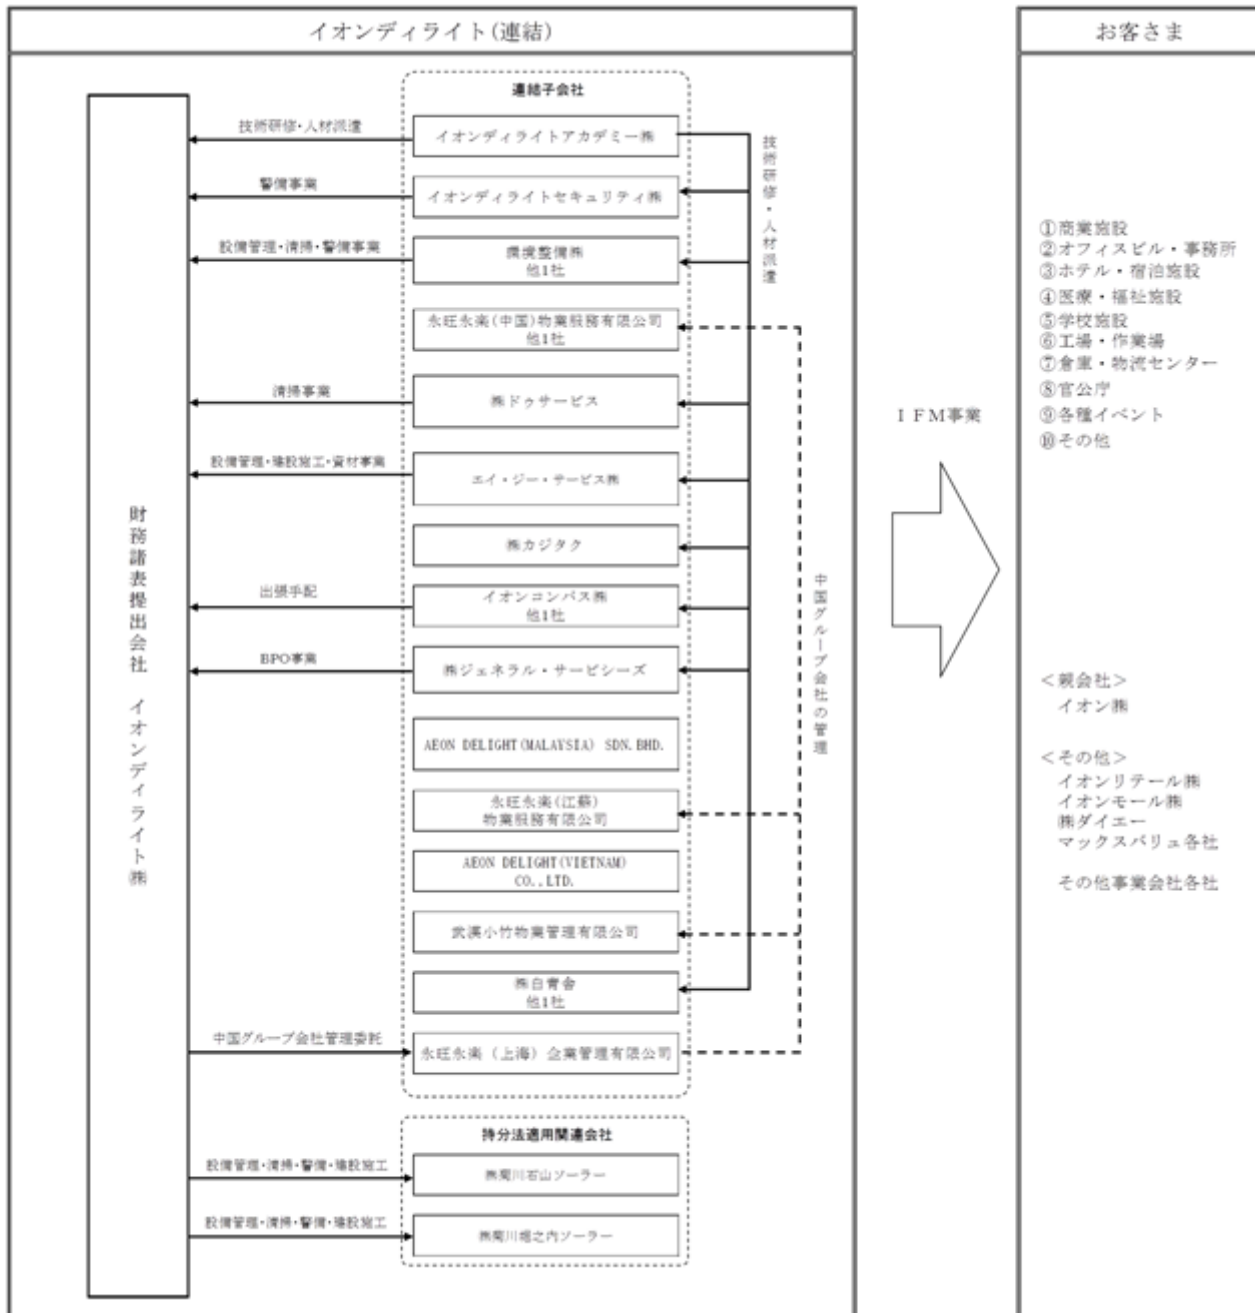 イオンディライト(連結)
お客さま
連結子会社
技術研修・人材派遣
イオンディライトアカデミー㈱
警備事業
イオンディライトセキュリティ㈱
設備管理・清掃・警備事業
環境整備㈱
他1社
永旺永楽(中国)物業服務有限公司
他1社
清掃事業
㈱ドゥサービス
設備管理・建設施工・資材事業
エイ・ジー・サービス㈱
㈱カジタク
出張手配
イオンコンパス㈱
他1社
BPO事業
㈱ジェネラル・サービシーズ
AEON DELIGHT(MALAYSIA) SDN.BHD.
永旺永楽(江蘇)
物業服務有限公司
AEON DELIGHT(VIETNAM)
CO.,LTD.
武漢小竹物業管理有限公司
㈱白青舎
他1社
中国グループ会社管理委託
永旺永楽（上海）企業管理有限公司
財務諸表提出会社 イオンディライト㈱
技術研修・人材派遣
中国グループ会社の管理
持分法適用関連会社
設備管理・清掃・警備・建設施工
㈱菊川石山ソーラー
設備管理・清掃・警備・建設施工
㈱菊川堀之内ソーラー
ＩＦＭ事業
①商業施設
②オフィスビル・事務所
③ホテル・宿泊施設
④医療・福祉施設
⑤学校施設
⑥工場・作業場
⑦倉庫・物流センター
⑧官公庁
⑨各種イベント
⑩その他
＜親会社＞
イオン㈱
＜その他＞
イオンリテール㈱
イオンモール㈱
㈱ダイエー
マックスバリュ各社
その他事業会社各社